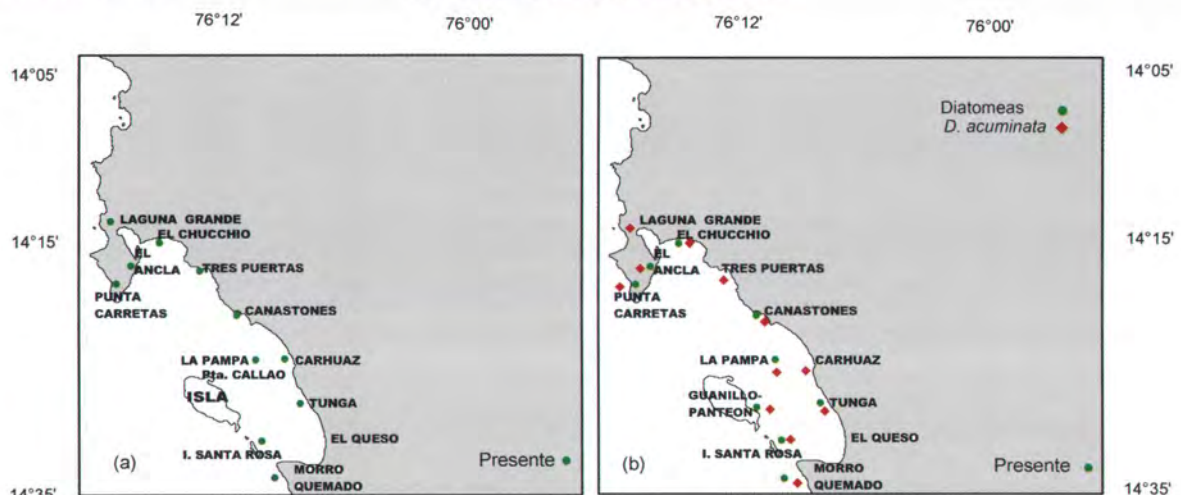 76°12'
76°00'
76°12'
76°00'
14°05'
14°15'
14°35'
LAGUNA GRANDE
EL CHUCCHIO
EL
ANCLA
TRES PUERTAS
PUNTA
CARRETAS
CANASTONES
LA PAMPA
CARHUAZ
Pta. CALLAO
ISLA
TUNGA
EL QUESO
I. SANTA ROSA
(a)
Presente
MORRO
QUEMADO
14°05'
14°15'
14°35'
Diatomeas
D. acuminata
LAGUNA GRANDE
EL CHUCCHIO
EL
ANCLA
TRES PUERTAS
PUNTA
CARRETAS
CANASTONES
LA PAMPA
CARHUAZ
GUANILLO-
PANTEON
TUNGA
EL QUESO
I. SANTA ROSA
(b)
Presente
MORRO
QUEMADO